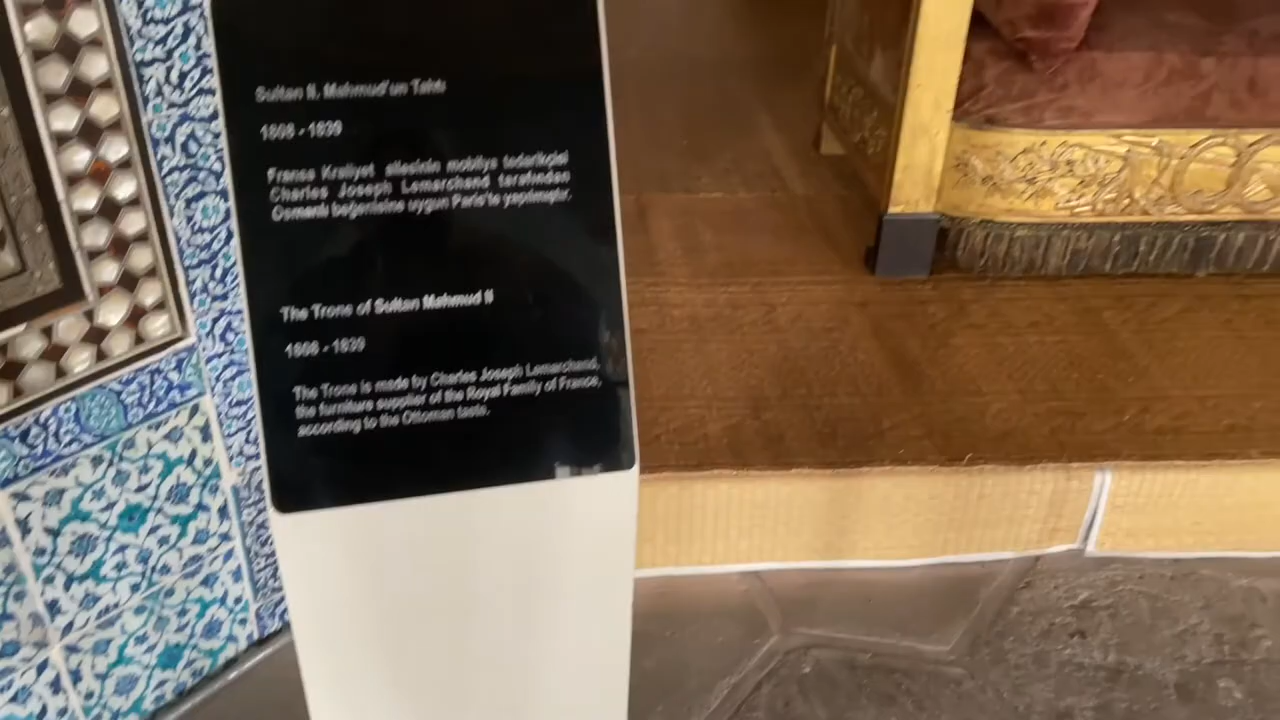 Sultan II. Mahmud'un Tahtı
1808 - 1839
Fransa Kraliyet ailesinin mobilya tedarikçisi
Charles Joseph Lemarchand tarafından
Osmanlı beğenisine uygun Paris'te yapılmıştır.
The Trone of Sultan Mahmud II
1808 - 1839
The Trone is made by Charles Joseph Lemarchand,
the furniture supplier of the Royal Family of France,
according to the Ottoman taste.